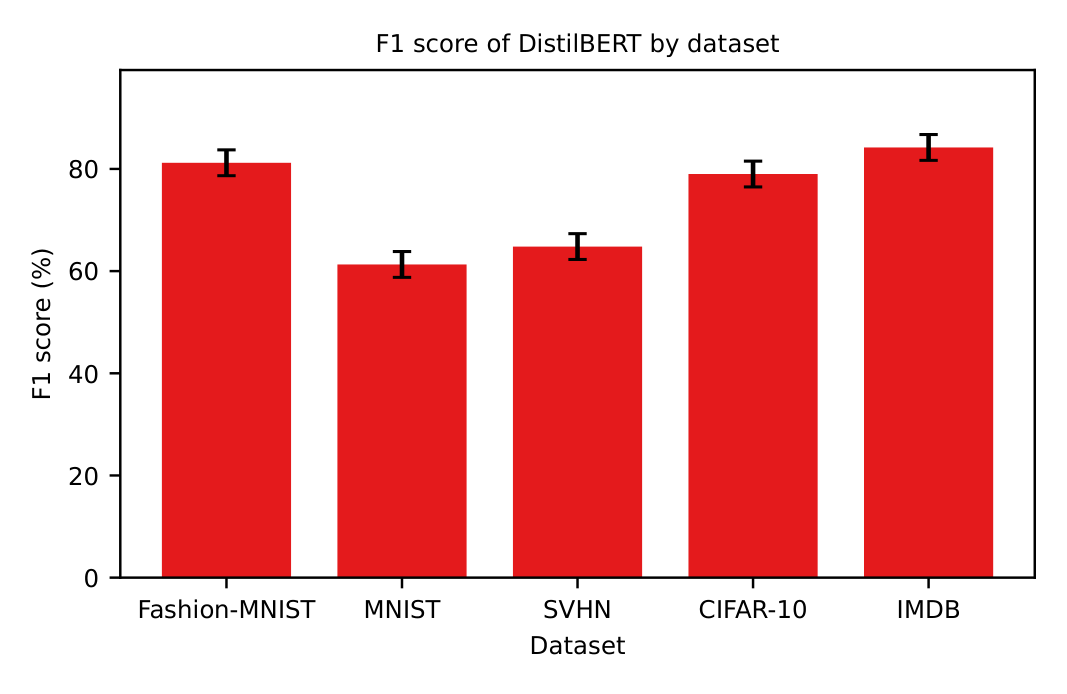 F1 score of DistilBERT by dataset
F1 score (%)
80
60
40
20
0
Fashion-MNIST MNIST SVHN CIFAR-10 IMDB
Dataset